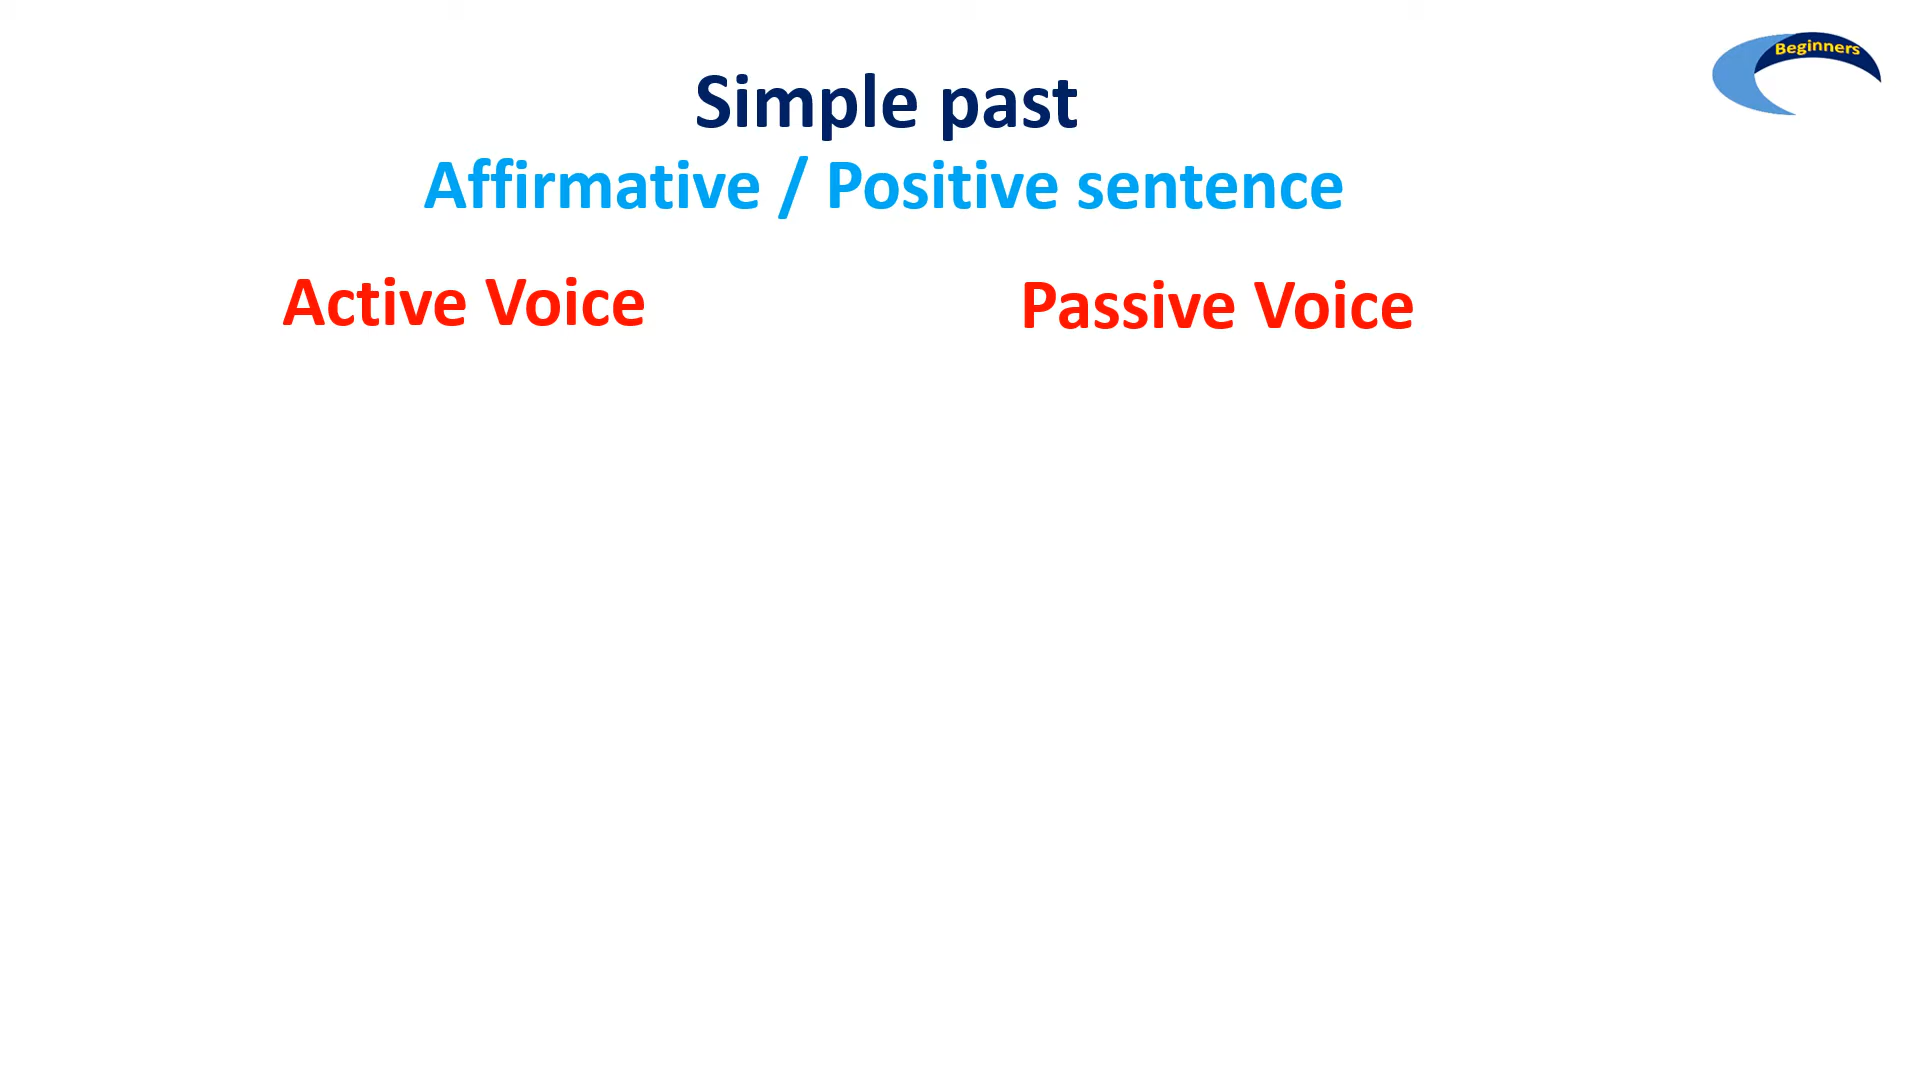 Beginners
Simple past
Affirmative / Positive sentence
Active Voice
Passive Voice